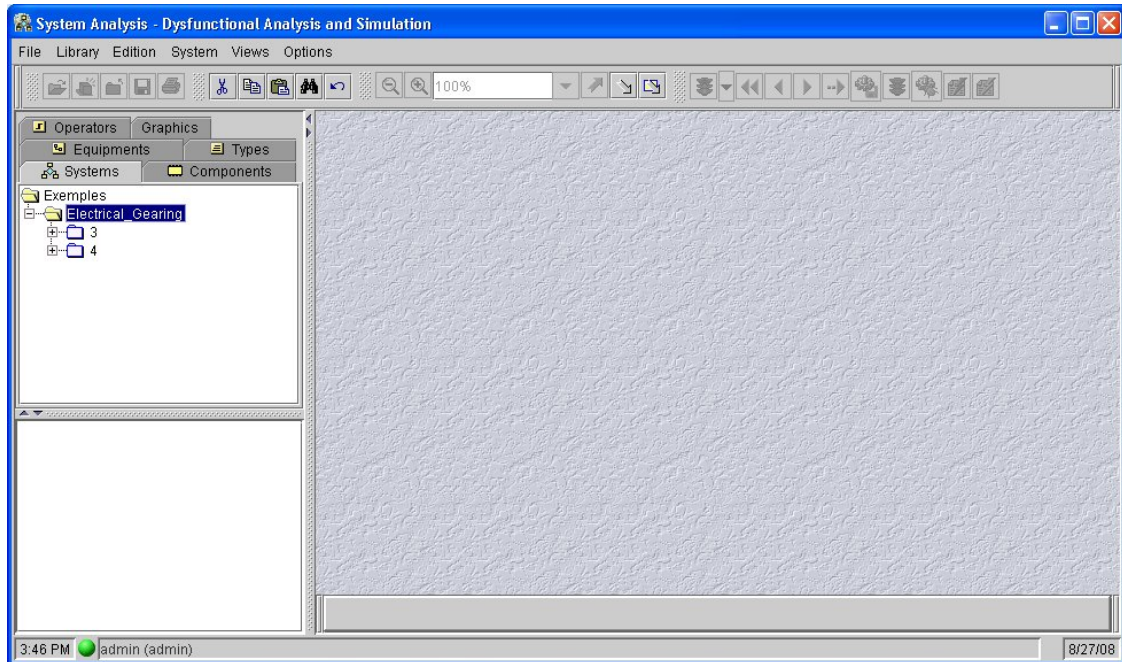 System Analysis - Dysfunctional Analysis and Simulation
File Library Edition System Views Options
100%
Operators Graphics
Equipments Types
Systems Components
Exemples
Electrical_Gearing
3
4
3:46 PM admin (admin) 8/27/08